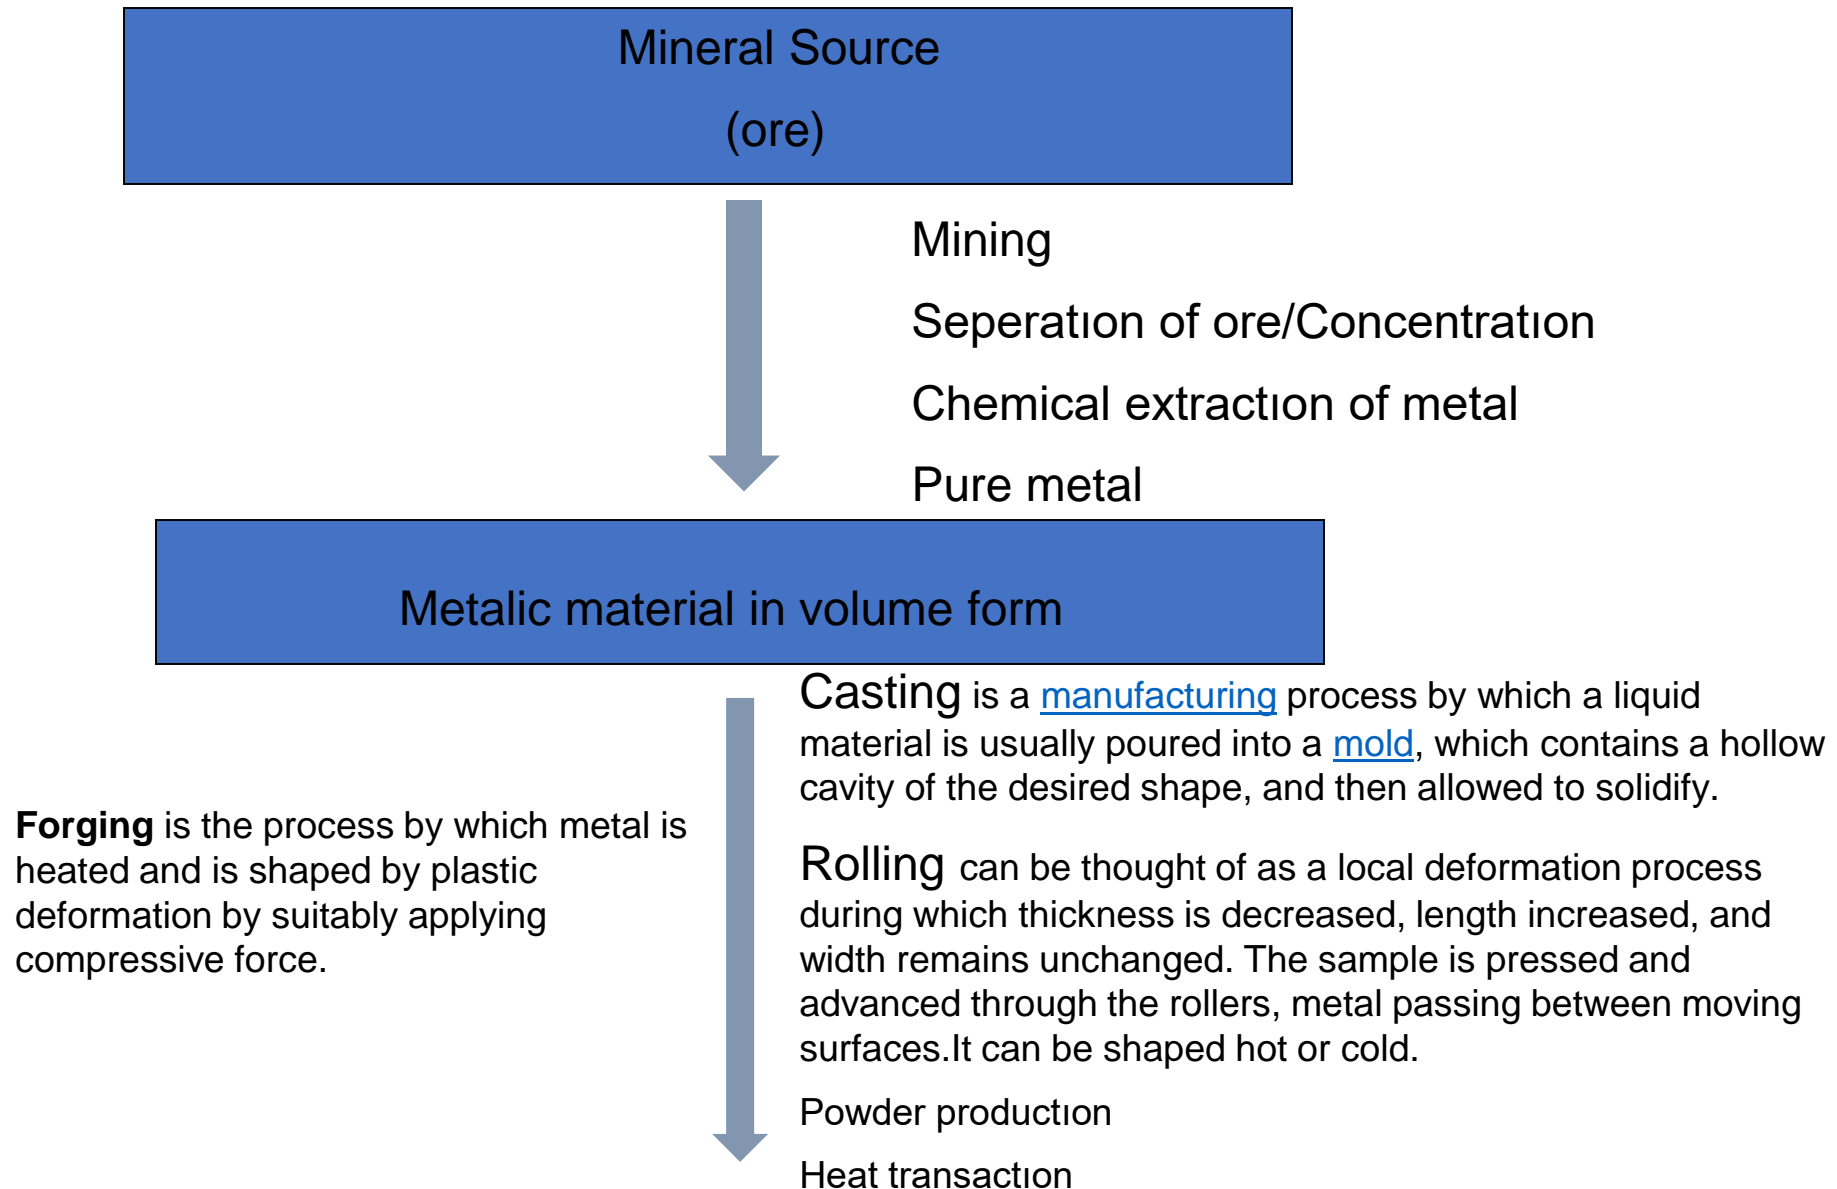 Mineral Source
(ore)
Mining
Seperatıon of ore/Concentratıon
Chemical extractıon of metal
Pure metal
Metalic material in volume form
Casting is a manufacturing process by which a liquid
material is usually poured into a mold, which contains a hollow
cavity of the desired shape, and then allowed to solidify.
Forging is the process by which metal is
heated and is shaped by plastic
deformation by suitably applying
compressive force.
Rolling can be thought of as a local deformation process
during which thickness is decreased, length increased, and
width remains unchanged. The sample is pressed and
advanced through the rollers, metal passing between moving
surfaces.It can be shaped hot or cold.
Powder productıon
Heat transactıon